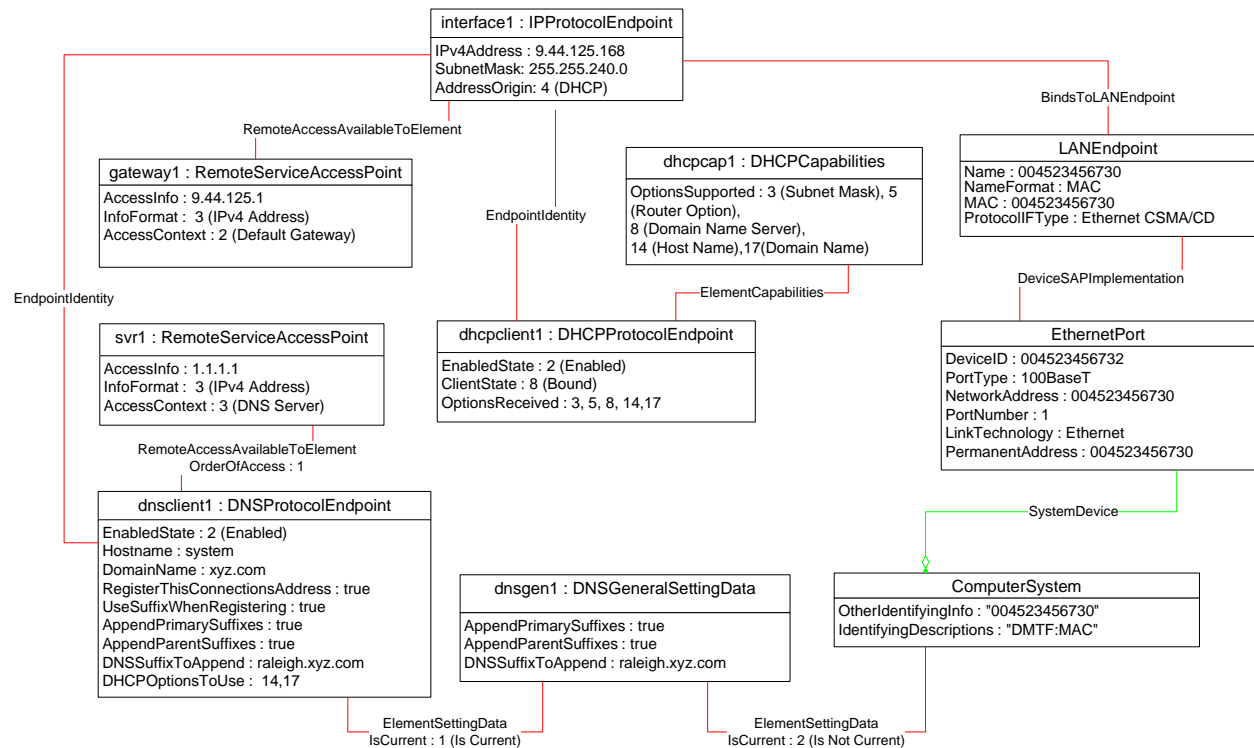 interface1 : IPProtocolEndpoint
IPv4Address : 9.44.125.168
SubnetMask: 255.255.240.0
AddressOrigin: 4 (DHCP)
BindsToLANEndpoint
RemoteAccessAvailableToElement
gateway1 : RemoteServiceAccessPoint
AccessInfo : 9.44.125.1
InfoFormat :  3 (IPv4 Address)
AccessContext : 2 (Default Gateway)
EndpointIdentity
dhcpcap1 : DHCPCapabilities
OptionsSupported : 3 (Subnet Mask), 5
(Router Option),
8 (Domain Name Server),
14 (Host Name),17(Domain Name)
LANEndpoint
Name : 004523456730
NameFormat : MAC
MAC : 004523456730
ProtocolIFType : Ethernet CSMA/CD
DeviceSAPImplementation
EndpointIdentity
ElementCapabilities
svr1 : RemoteServiceAccessPoint
AccessInfo : 1.1.1.1
InfoFormat :  3 (IPv4 Address)
AccessContext : 3 (DNS Server)
dhcpclient1 : DHCPProtocolEndpoint
EnabledState : 2 (Enabled)
ClientState : 8 (Bound)
OptionsReceived : 3, 5, 8, 14,17
EthernetPort
DeviceID : 004523456732
PortType : 100BaseT
NetworkAddress : 004523456730
PortNumber : 1
LinkTechnology : Ethernet
PermanentAddress : 004523456730
RemoteAccessAvailableToElement
OrderOfAccess : 1
dnsclient1 : DNSProtocolEndpoint
EnabledState : 2 (Enabled)
Hostname : system
DomainName : xyz.com
RegisterThisConnectionsAddress : true
UseSuffixWhenRegistering : true
AppendPrimarySuffixes : true
AppendParentSuffixes : true
DNSSuffixToAppend : raleigh.xyz.com
DHCPOptionsToUse :  14,17
SystemDevice
dnsgen1 : DNSGeneralSettingData
AppendPrimarySuffixes : true
AppendParentSuffixes : true
DNSSuffixToAppend : raleigh.xyz.com
ComputerSystem
OtherIdentifyingInfo : "004523456730"
IdentifyingDescriptions : "DMTF:MAC"
ElementSettingData
IsCurrent : 1 (Is Current)
ElementSettingData
IsCurrent : 2 (Is Not Current)